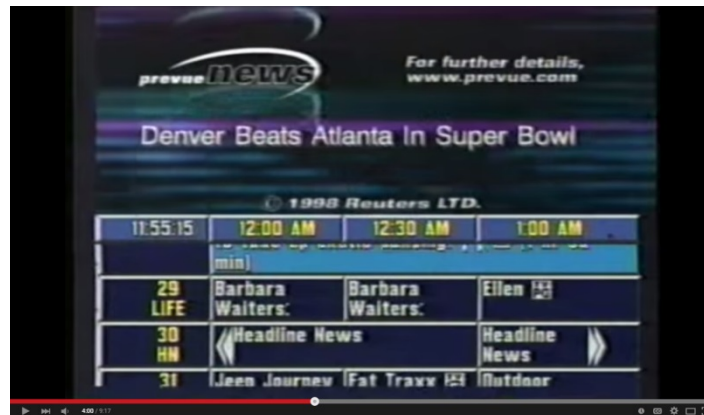 prevue news
For further details,
www.prevue.com
Denver Beats Atlanta In Super Bowl
© 1998 Reuters LTD.
11:55:15 12:00 AM 12:30 AM 1:00 AM
min)
29 Barbara Barbara Ellen
LIFE Walters: Walters:
30 Headline News Headline
HN News
31 Jeep Journey Fat Traxx Outdoor
4:00 / 9:17